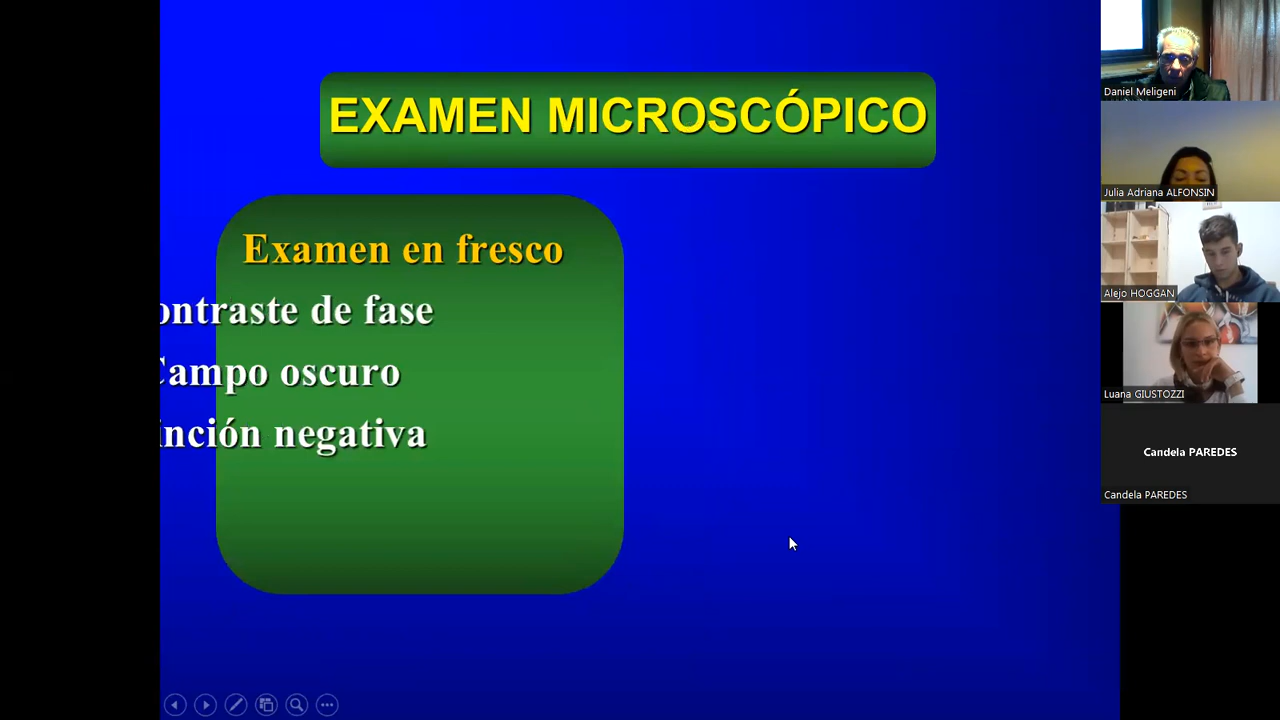 EXAMEN MICROSCÓPICO
Examen en fresco
ontraste de fase
Campo oscuro
inción negativa
Daniel Meligeni
Julia Adriana ALFONSIN
Alejo HOGGAN
Luana GIUSTOZZI
Candela PAREDES
Candela PAREDES